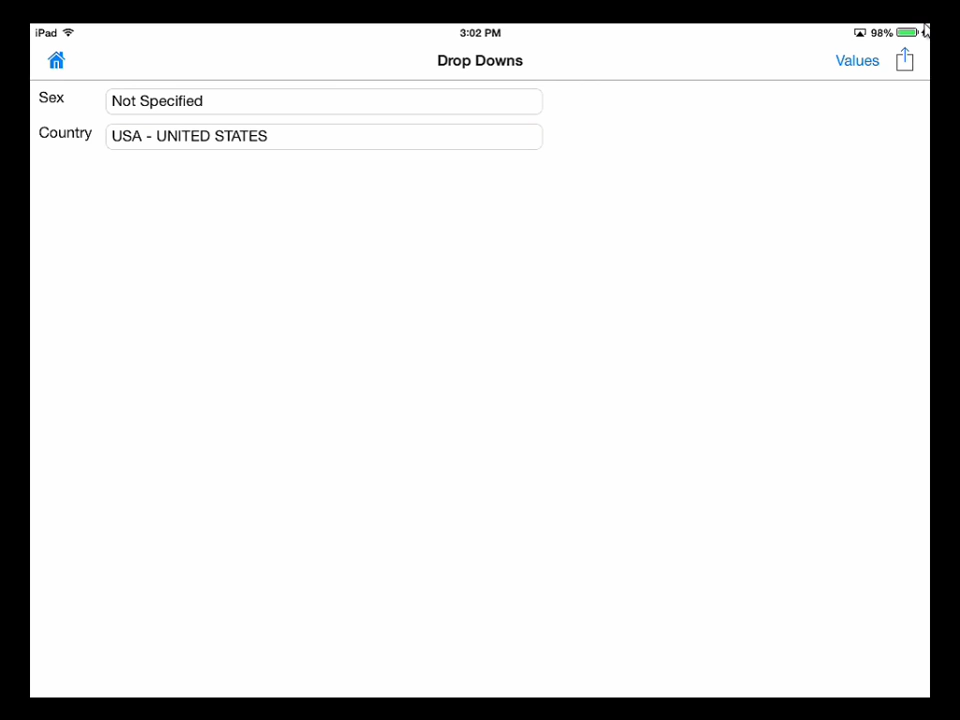 iPad 3:02 PM 98%
Drop Downs Values
Sex Not Specified
Country USA - UNITED STATES